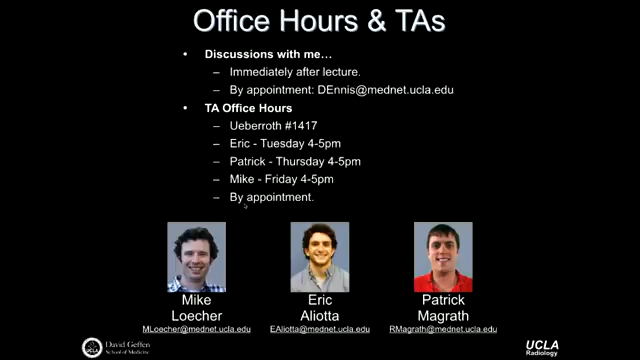 Office Hours & TAs
• Discussions with me…
– Immediately after lecture.
– By appointment: DEnnis@mednet.ucla.edu
• TA Office Hours
– Ueberroth #1417
– Eric - Tuesday 4-5pm
– Patrick - Thursday 4-5pm
– Mike - Friday 4-5pm
– By appointment.
Mike
Loecher
MLoecher@mednet.ucla.edu
Eric
Aliotta
EAliotta@mednet.ucla.edu
Patrick
Magrath
RMagrath@mednet.ucla.edu
UCLA
David Geffen
School of Medicine
UCLA
Radiology